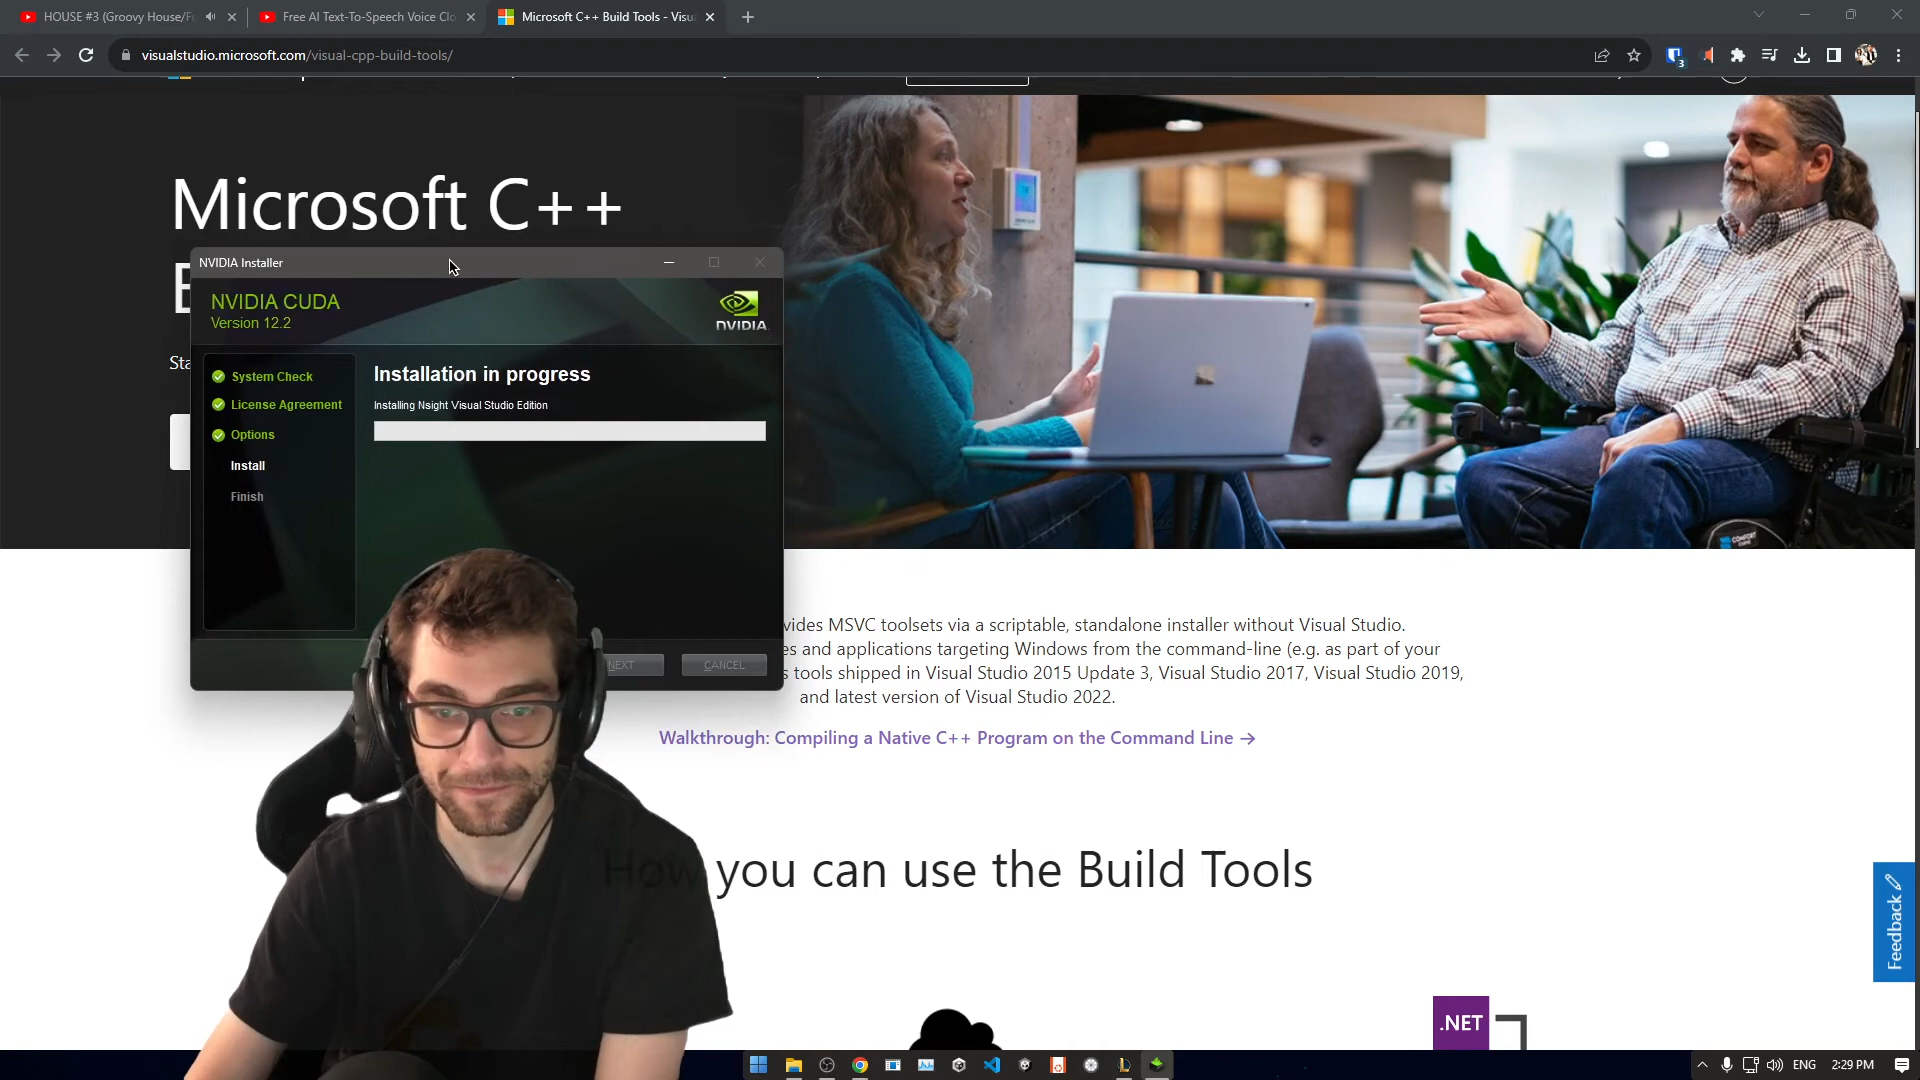 HOUSE #3 (Groovy House/Fu
Free AI Text-To-Speech Voice Clo
Microsoft C++ Build Tools - Visu
visualstudio.microsoft.com/visual-cpp-build-tools/
3
Microsoft C++
Sta
NVIDIA Installer
NVIDIA CUDA
Version 12.2
NVIDIA
System Check
License Agreement
Options
Install
Finish
Installation in progress
Installing Nsight Visual Studio Edition
NEXT
CANCEL
vides MSVC toolsets via a scriptable, standalone installer without Visual Studio.
es and applications targeting Windows from the command-line (e.g. as part of your
s tools shipped in Visual Studio 2015 Update 3, Visual Studio 2017, Visual Studio 2019,
and latest version of Visual Studio 2022.
Walkthrough: Compiling a Native C++ Program on the Command Line →
How you can use the Build Tools
Feedback
.NET
ENG
2:29 PM